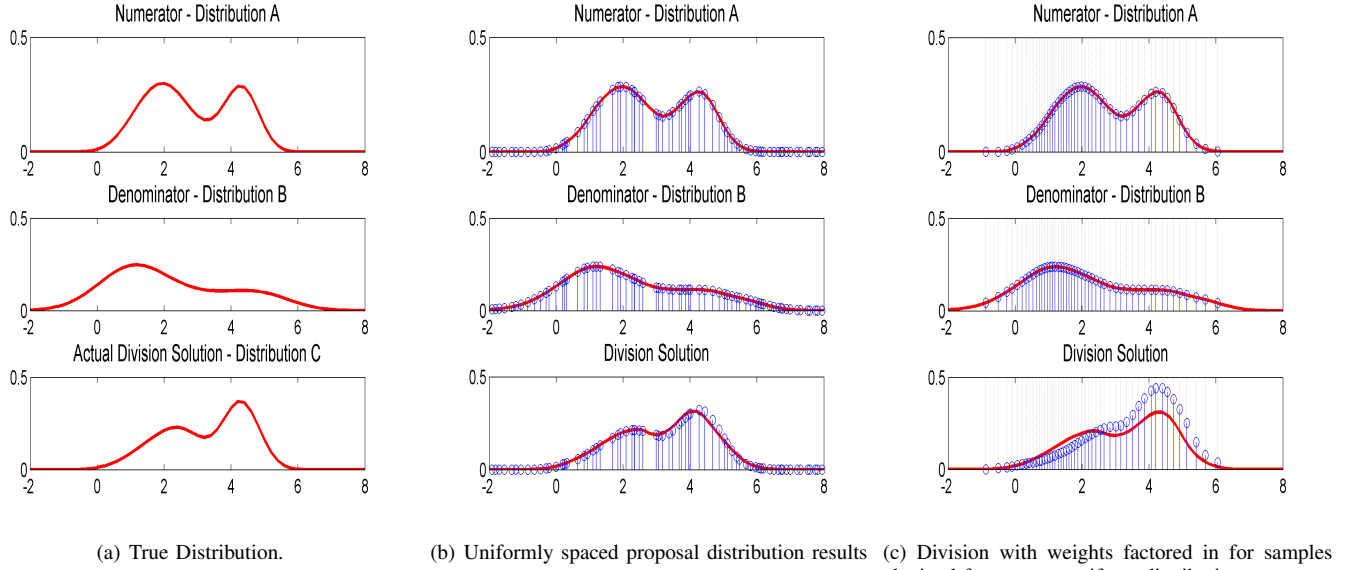 Numerator - Distribution A
0.5
0
-2 0 2 4 6 8
Denominator - Distribution B
0.5
0
-2 0 2 4 6 8
Actual Division Solution - Distribution C
0.5
0
-2 0 2 4 6 8
(a) True Distribution.
Numerator - Distribution A
0.5
0
-2 0 2 4 6 8
Denominator - Distribution B
0.5
0
-2 0 2 4 6 8
Division Solution
0.5
0
-2 0 2 4 6 8
(b) Uniformly spaced proposal distribution results
Numerator - Distribution A
0.5
0
-2 0 2 4 6 8
Denominator - Distribution B
0.5
0
-2 0 2 4 6 8
Division Solution
0.5
0
-2 0 2 4 6 8
(c) Division with weights factored in for samples